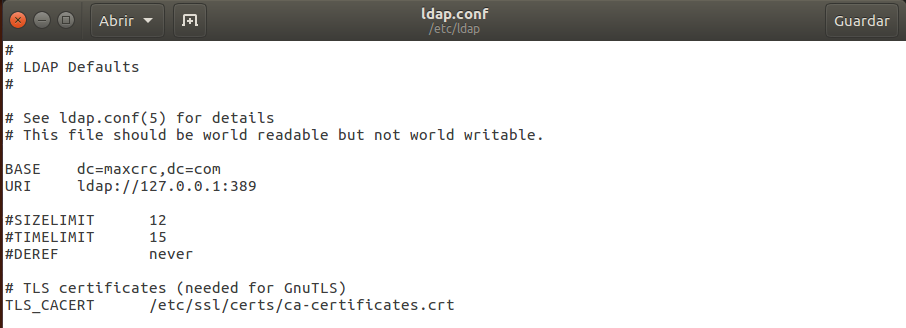 Abrir
ldap.conf
/etc/ldap
Guardar
#
# LDAP Defaults
#
# See ldap.conf(5) for details
# This file should be world readable but not world writable.
BASE    dc=maxcrc,dc=com
URI     ldap://127.0.0.1:389
#SIZELIMIT      12
#TIMELIMIT      15
#DEREF          never
# TLS certificates (needed for GnuTLS)
TLS_CACERT      /etc/ssl/certs/ca-certificates.crt